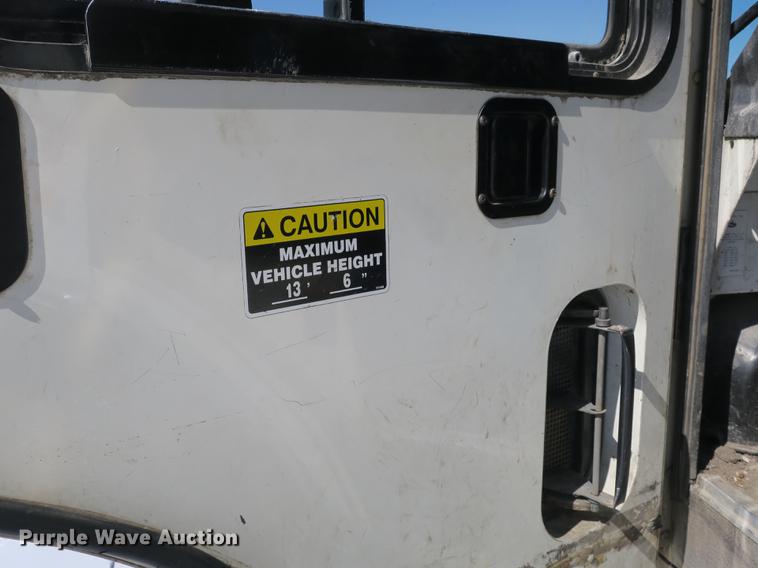 CAUTION
MAXIMUM
VEHICLE HEIGHT
13 ' 6 "
Purple Wave Auction